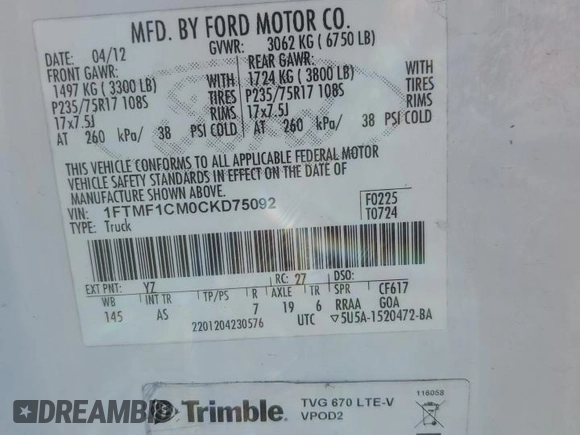 MFD. BY FORD MOTOR CO.
DATE: 04/12 GVWR: 3062 KG ( 6750 LB)
FRONT GAWR: REAR GAWR:
1497 KG ( 3300 LB) 1724 KG ( 3800 LB)
P235/75R17 108S TIRES P235/75R17 108S TIRES
17x7.5J RIMS 17x7.5J RIMS
AT 260 kPa/ 38 PSI COLD AT 260 kPa/ 38 PSI COLD
THIS VEHICLE CONFORMS TO ALL APPLICABLE FEDERAL MOTOR
VEHICLE SAFETY STANDARDS IN EFFECT ON THE DATE OF
MANUFACTURE SHOWN ABOVE.
VIN: 1FTMF1CM0CKD75092 F0225
TYPE: Truck T0724
EXT PNT: Y7 RC: 27 DSO:
WB INT TR TP/PS R AXLE TR SPR CF617
145 AS 7 19 6 RRAA GOA
2201204230576 UTC ▽5U5A-1520472-BA
Trimble. TVG 670 LTE-V
VPOD2
116058
DREAMB